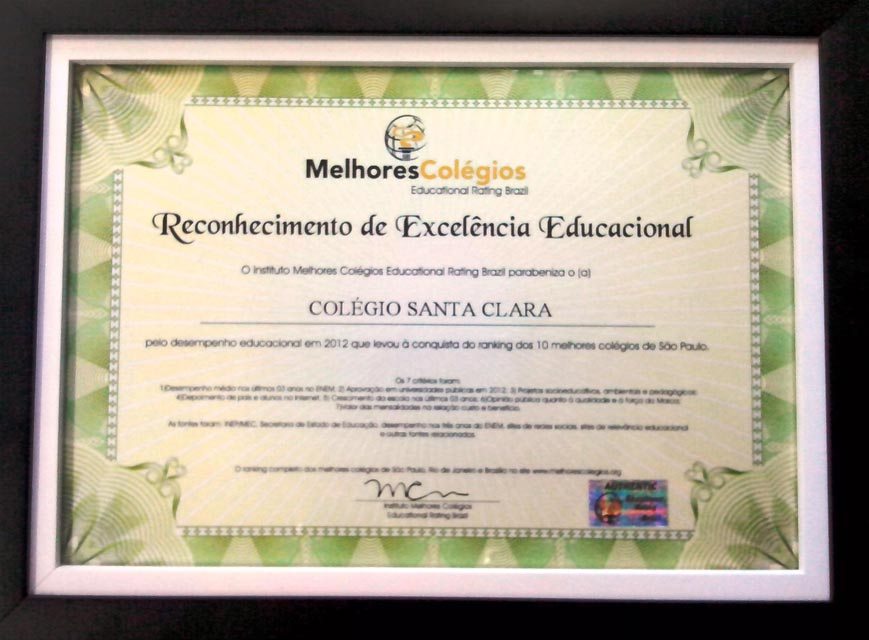 MelhoresColégios
Educational Rating Brazil
Reconhecimento de Excelência Educacional
O Instituto Melhores Colégios Educational Rating Brazil parabeniza o (a)
COLÉGIO SANTA CLARA
pelo desempenho educacional em 2012 que levou à conquista do ranking dos 10 melhores colégios de São Paulo.
Os 7 critérios foram:
1)Desempenho médio nos últimos 03 anos no ENEM; 2) Aprovação em universidades públicas em 2012; 3) Projetos socioeducativos, ambientais e pedagógicos;
4)Depoimento de pais e alunos na Internet; 5) Crescimento da escola nos últimos 03 anos; 6)Opinião pública quanto à qualidade e a força da Marca;
7)Valor das mensalidades na relação custo e benefício.
As fontes foram: INEP/MEC, Secretaria de Estado de Educação, desempenho nos três anos do ENEM, sites de redes sociais, sites de relevância educacional
e outras fontes relacionadas.
O ranking completo dos melhores colégios de São Paulo, Rio de Janeiro e Brasília no site www.melhorescolegios.org
Instituto Melhores Colégios
Educational Rating Brazil
AUTHENTIC